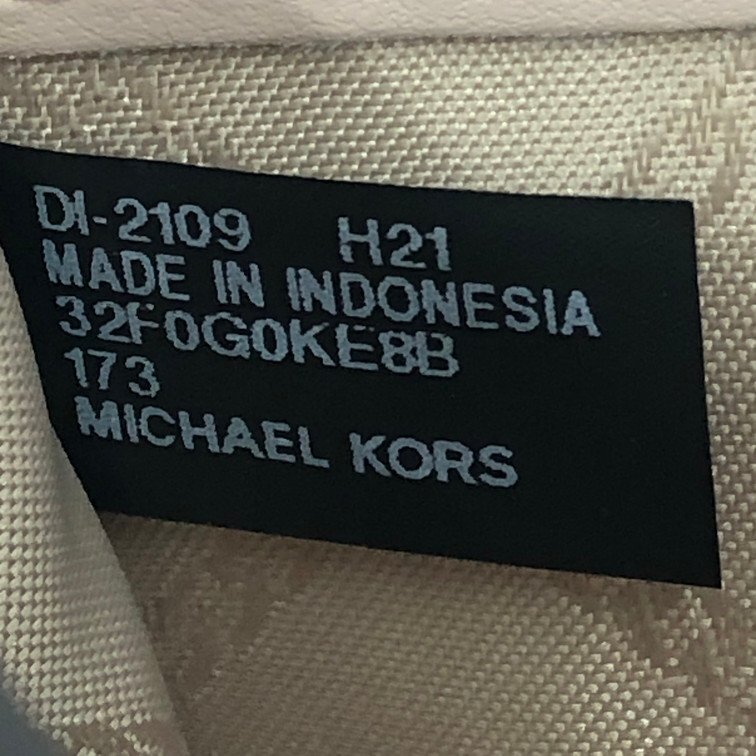 DI-2109 H21
MADE IN INDONESIA
32F0G0KE8B
173
MICHAEL KORS